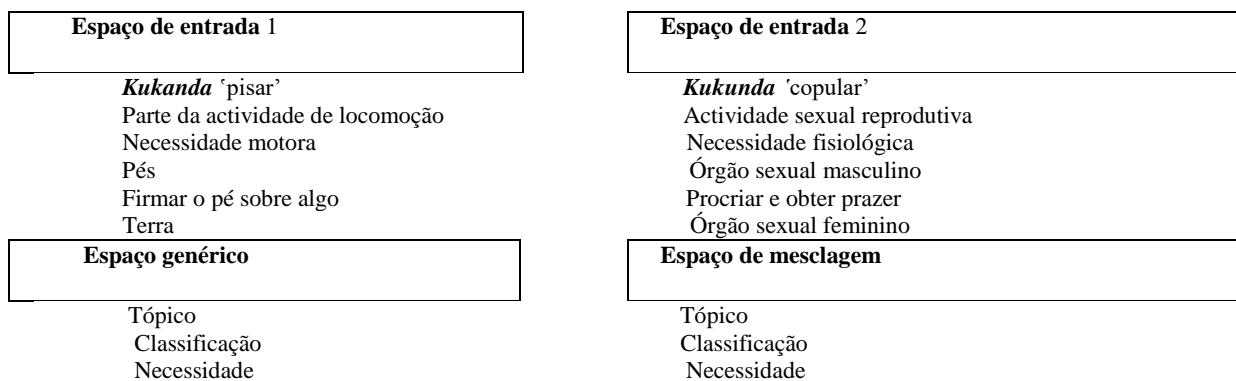 Espaço de entrada 1
Kukanda ‛pisar’
Parte da actividade de locomoção
Necessidade motora
Pés
Firmar o pé sobre algo
Terra
Espaço de entrada 2
Kukunda ‛copular’
Actividade sexual reprodutiva
Necessidade fisiológica
Órgão sexual masculino
Procriar e obter prazer
Órgão sexual feminino
Espaço genérico
Tópico
Classificação
Necessidade
Espaço de mesclagem
Tópico
Classificação
Necessidade